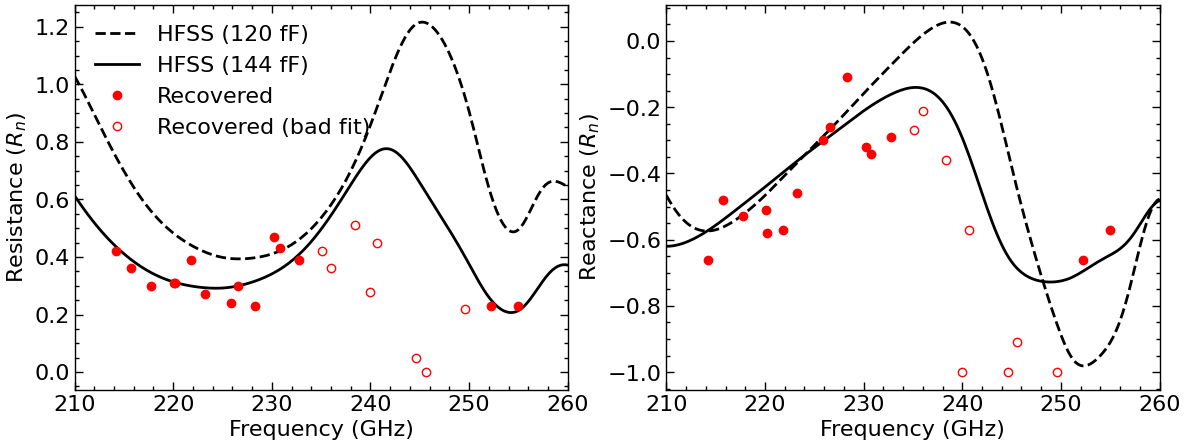 1.2
1.0
0.8
0.6
0.4
0.2
0.0
Resistance (Rₙ)
HFSS (120 fF)
HFSS (144 fF)
Recovered
Recovered (bad fit)
210 220 230 240 250 260
Frequency (GHz)
0.0
−0.2
−0.4
−0.6
−0.8
−1.0
Reactance (Rₙ)
210 220 230 240 250 260
Frequency (GHz)